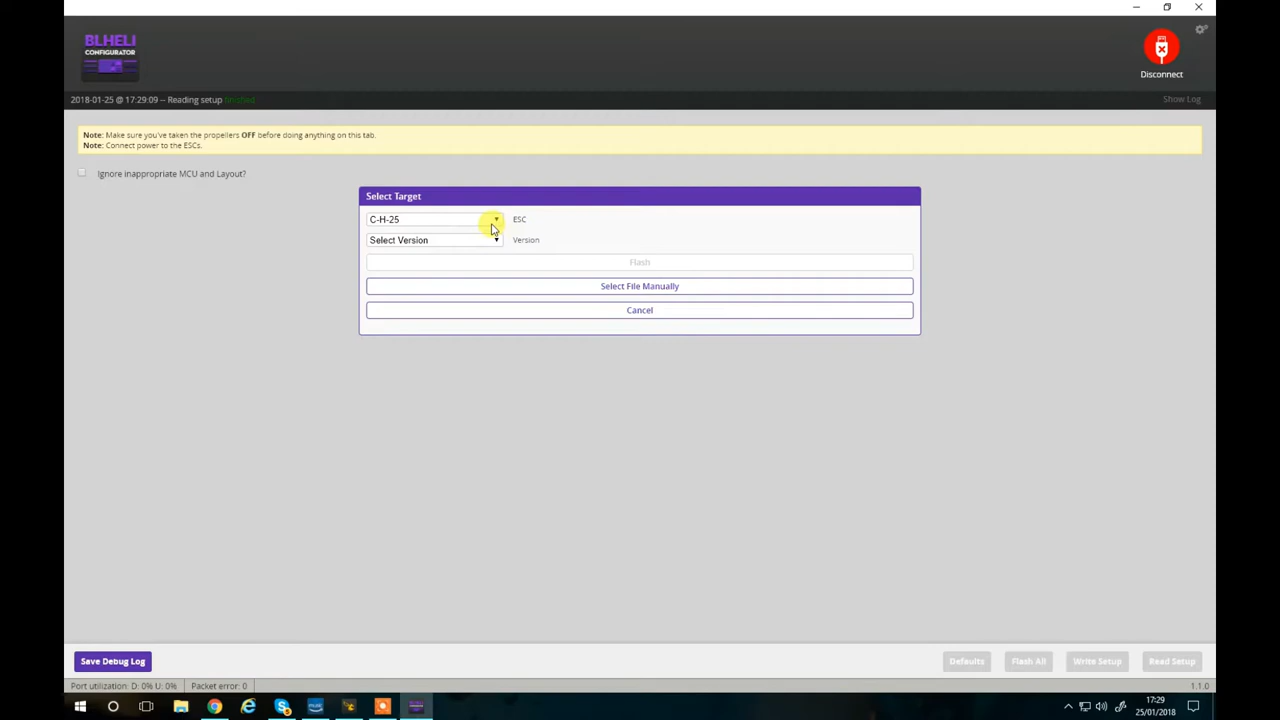 BLHELI
CONFIGURATOR
Disconnect
2018-01-25 @ 17:29:09 -- Reading setup finished
Show Log
Note: Make sure you've taken the propellers OFF before doing anything on this tab.
Note: Connect power to the ESCs.
Ignore inappropriate MCU and Layout?
Select Target
C-H-25 ESC
Select Version Version
Flash
Select File Manually
Cancel
Save Debug Log
Defaults
Flash All
Write Setup
Read Setup
Port utilization: D: 0% U: 0% Packet error: 0
1.1.0
17:29
25/01/2018